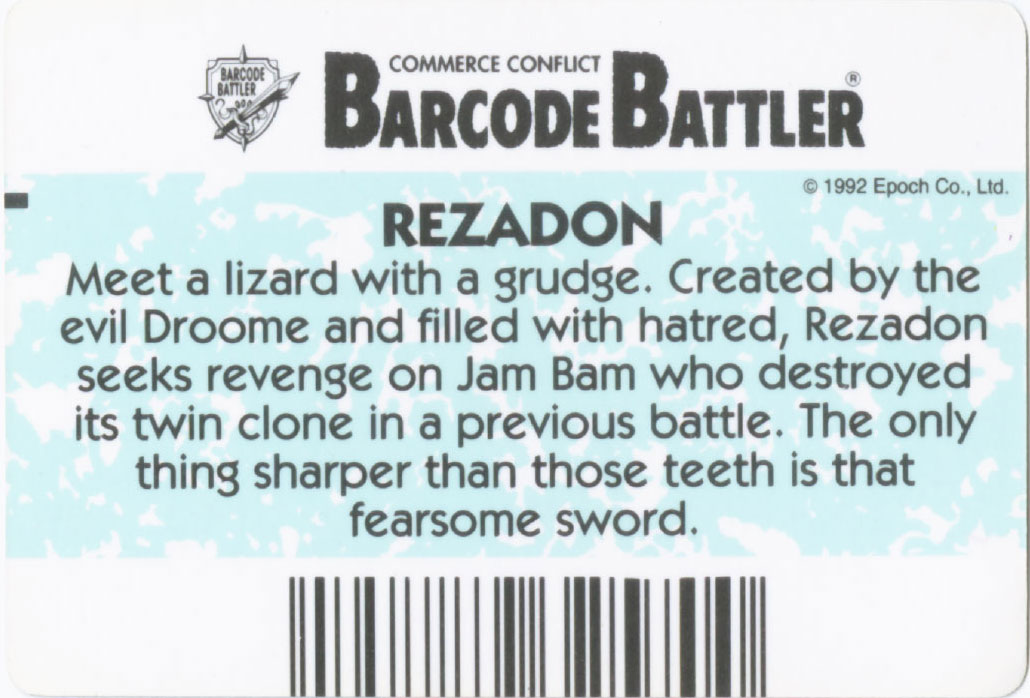 BARCODE
BATTLER
COMMERCE CONFLICT
BARCODE BATTLER®
© 1992 Epoch Co., Ltd.
REZADON
Meet a lizard with a grudge. Created by the
evil Droome and filled with hatred, Rezadon
seeks revenge on Jam Bam who destroyed
its twin clone in a previous battle. The only
thing sharper than those teeth is that
fearsome sword.